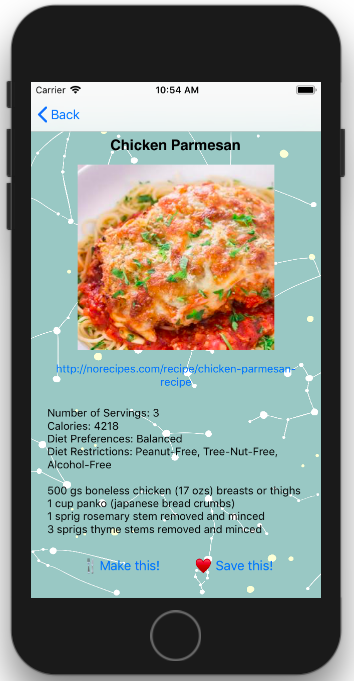 Carrier 10:54 AM
Back
Chicken Parmesan
http://norecipes.com/recipe/chicken-parmesan-
recipe
Number of Servings: 3
Calories: 4218
Diet Preferences: Balanced
Diet Restrictions: Peanut-Free, Tree-Nut-Free,
Alcohol-Free
500 gs boneless chicken (17 ozs) breasts or thighs
1 cup panko (japanese bread crumbs)
1 sprig rosemary stem removed and minced
3 sprigs thyme stems removed and minced
Make this! Save this!